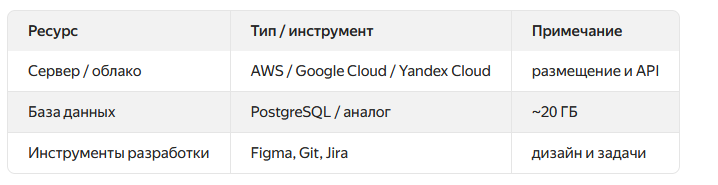 Ресурс Тип / инструмент Примечание
Сервер / облако AWS / Google Cloud / Yandex Cloud размещение и API
База данных PostgreSQL / аналог ~20 ГБ
Инструменты разработки Figma, Git, Jira дизайн и задачи